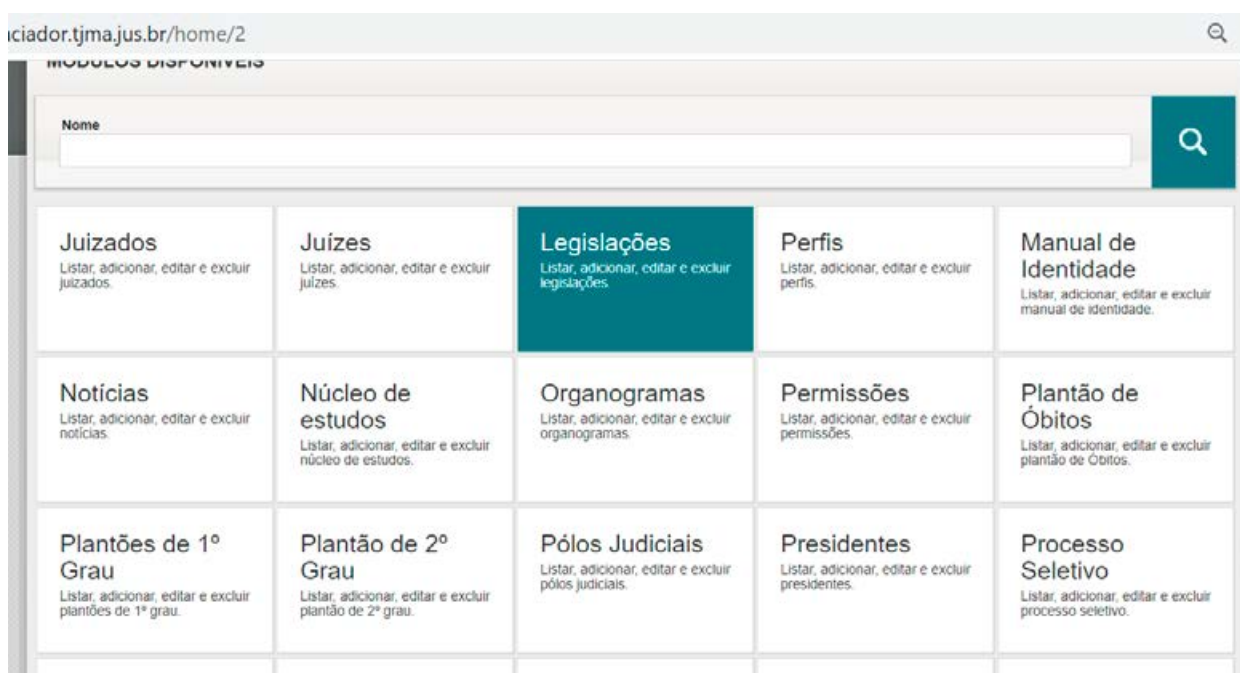 nciador.tjma.jus.br/home/2
MÓDULOS DISPONÍVEIS
Nome
Juizados
Listar, adicionar, editar e excluir
juizados.
Juízes
Listar, adicionar, editar e excluir
juízes.
Legislações
Listar, adicionar, editar e excluir
legislações.
Perfis
Listar, adicionar, editar e excluir
perfis.
Manual de
Identidade
Listar, adicionar, editar e excluir
manual de identidade.
Notícias
Listar, adicionar, editar e excluir
notícias.
Núcleo de
estudos
Listar, adicionar, editar e excluir
núcleo de estudos.
Organogramas
Listar, adicionar, editar e excluir
organogramas.
Permissões
Listar, adicionar, editar e excluir
permissões.
Plantão de
Óbitos
Listar, adicionar, editar e excluir
plantão de Óbitos.
Plantões de 1º
Grau
Listar, adicionar, editar e excluir
plantões de 1º grau.
Plantão de 2º
Grau
Listar, adicionar, editar e excluir
plantão de 2º grau.
Pólos Judiciais
Listar, adicionar, editar e excluir
pólos judiciais.
Presidentes
Listar, adicionar, editar e excluir
presidentes.
Processo
Seletivo
Listar, adicionar, editar e excluir
processo seletivo.